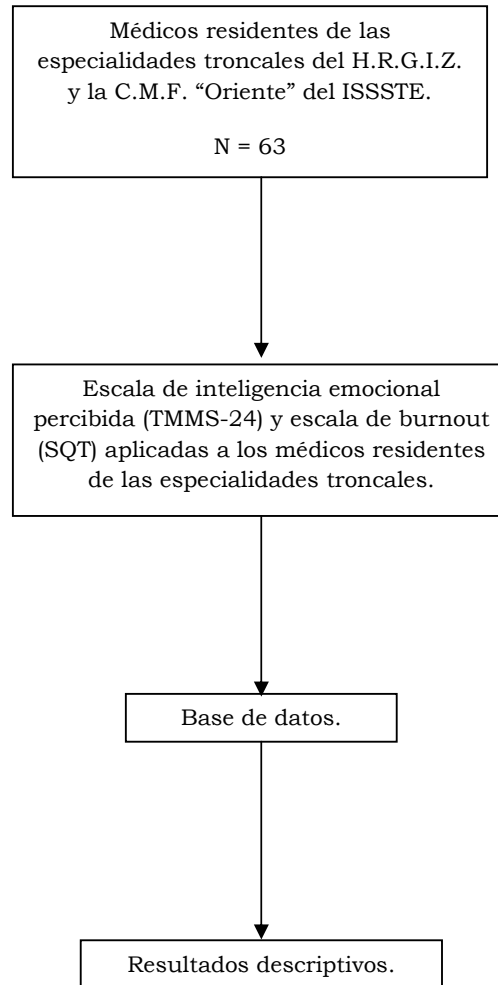 Médicos residentes de las
especialidades troncales del H.R.G.I.Z.
y la C.M.F. “Oriente” del ISSSTE.
N = 63
Escala de inteligencia emocional
percibida (TMMS-24) y escala de burnout
(SQT) aplicadas a los médicos residentes
de las especialidades troncales.
Base de datos.
Resultados descriptivos.